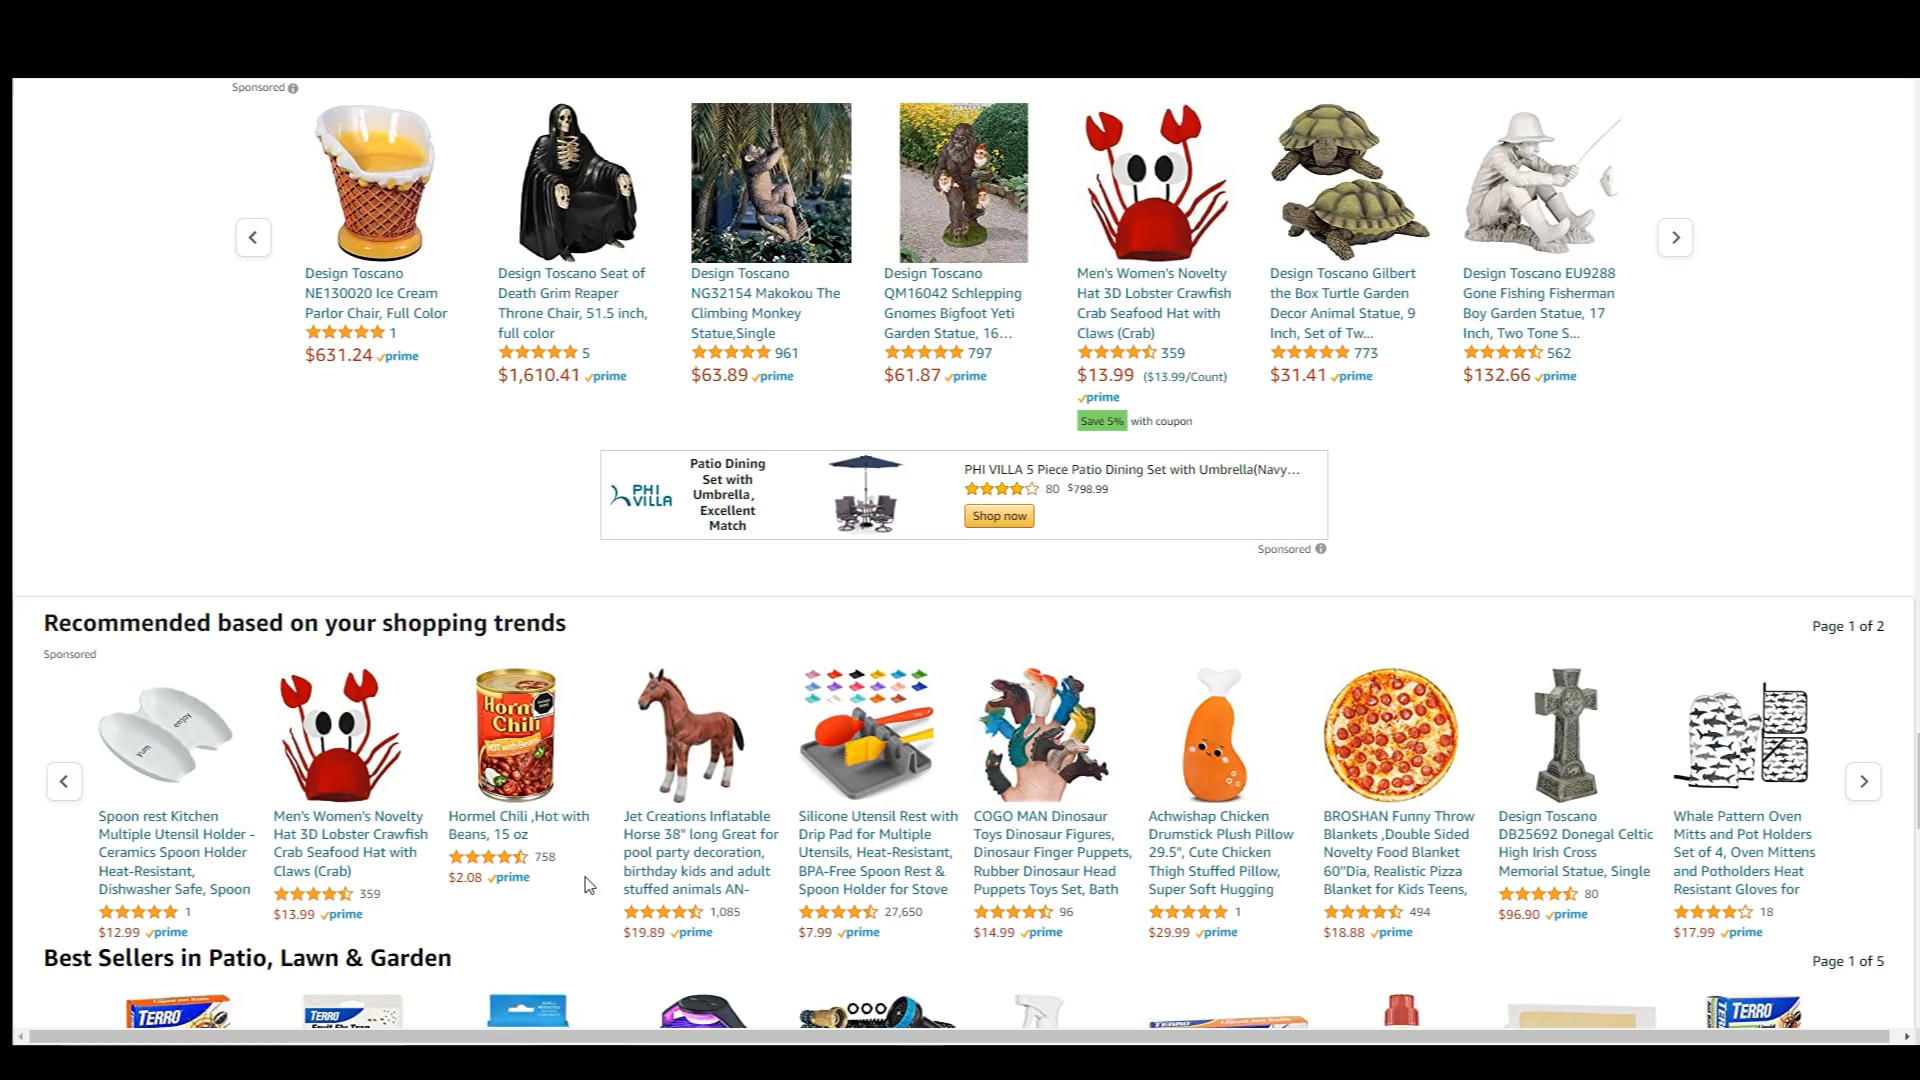 Sponsored
Design Toscano
NE130020 Ice Cream
Parlor Chair, Full Color
1
$631.24 prime
Design Toscano Seat of
Death Grim Reaper
Throne Chair, 51.5 inch,
full color
5
$1,610.41 prime
Design Toscano
NG32154 Makokou The
Climbing Monkey
Statue,Single
961
$63.89 prime
Design Toscano
QM16042 Schlepping
Gnomes Bigfoot Yeti
Garden Statue, 16...
797
$61.87 prime
Men's Women's Novelty
Hat 3D Lobster Crawfish
Crab Seafood Hat with
Claws (Crab)
359
$13.99 ($13.99/Count)
prime
Save 5% with coupon
Design Toscano Gilbert
the Box Turtle Garden
Decor Animal Statue, 9
Inch, Set of Tw...
773
$31.41 prime
Design Toscano EU9288
Gone Fishing Fisherman
Boy Garden Statue, 17
Inch, Two Tone S...
562
$132.66 prime
PHI
VILLA
Patio Dining
Set with
Umbrella,
Excellent
Match
PHI VILLA 5 Piece Patio Dining Set with Umbrella(Navy...
80 $798.99
Shop now
Sponsored
Recommended based on your shopping trends
Page 1 of 2
Sponsored
yum
enjoy
Spoon rest Kitchen
Multiple Utensil Holder -
Ceramics Spoon Holder
Heat-Resistant,
Dishwasher Safe, Spoon
1
$12.99 prime
Men's Women's Novelty
Hat 3D Lobster Crawfish
Crab Seafood Hat with
Claws (Crab)
359
$13.99 prime
Chili
HOT with Beans
Hormel Chili ,Hot with
Beans, 15 oz
758
$2.08 prime
Jet Creations Inflatable
Horse 38" long Great for
pool party decoration,
birthday kids and adult
stuffed animals AN-
1,085
$19.89 prime
Silicone Utensil Rest with
Drip Pad for Multiple
Utensils, Heat-Resistant,
BPA-Free Spoon Rest &
Spoon Holder for Stove
27,650
$7.99 prime
COGO MAN Dinosaur
Toys Dinosaur Figures,
Dinosaur Finger Puppets,
Rubber Dinosaur Head
Puppets Toys Set, Bath
96
$14.99 prime
Achwishap Chicken
Drumstick Plush Pillow
29.5", Cute Chicken
Thigh Stuffed Pillow,
Super Soft Hugging
1
$29.99 prime
BROSHAN Funny Throw
Blankets ,Double Sided
Novelty Food Blanket
60"Dia, Realistic Pizza
Blanket for Kids Teens,
494
$18.88 prime
Design Toscano
DB25692 Donegal Celtic
High Irish Cross
Memorial Statue, Single
80
$96.90 prime
Whale Pattern Oven
Mitts and Pot Holders
Set of 4, Oven Mittens
and Potholders Heat
Resistant Gloves for
18
$17.99 prime
Best Sellers in Patio, Lawn & Garden
Page 1 of 5
TERRO
TERRO
Fruit Fly Trap
TERRO